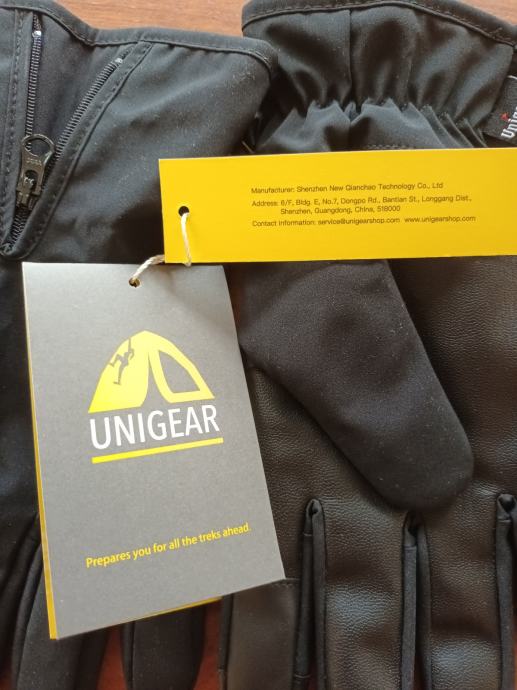 Manufacturer: Shenzhen New Qianchao Technology Co., Ltd
Address: 6/F, Bldg. E, No.7, Dongpo Rd., Bantian St., Longgang Dist.,
Shenzhen, Guangdong, China, 518000
Contact information: service@unigearshop.com www.unigearshop.com
UNIGEAR
Prepares you for all the treks ahead.